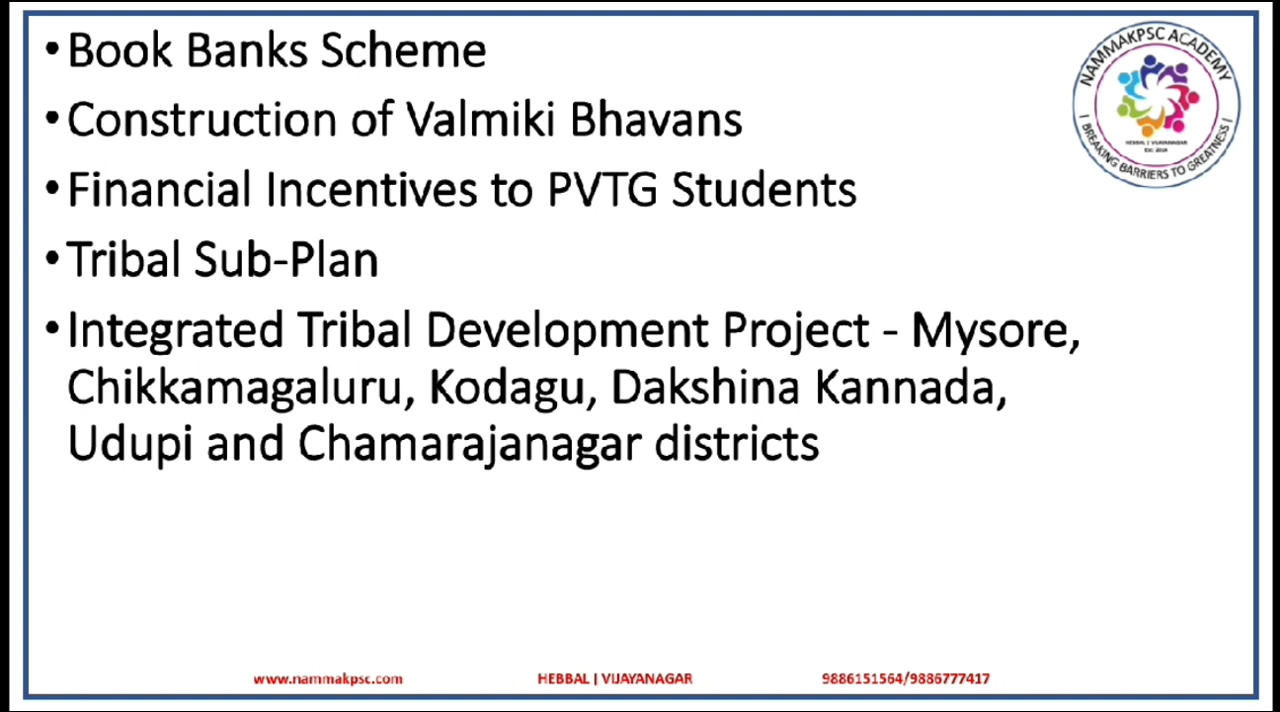 • Book Banks Scheme
• Construction of Valmiki Bhavans
• Financial Incentives to PVTG Students
• Tribal Sub-Plan
• Integrated Tribal Development Project - Mysore,
Chikkamagaluru, Kodagu, Dakshina Kannada,
Udupi and Chamarajanagar districts
NAMMAKPSC ACADEMY
HEBBAL | VIJAYANAGAR
| BREAKING BARRIERS TO GREATNESS |
www.nammakpsc.com
HEBBAL | VIJAYANAGAR
9886151564/9886777417